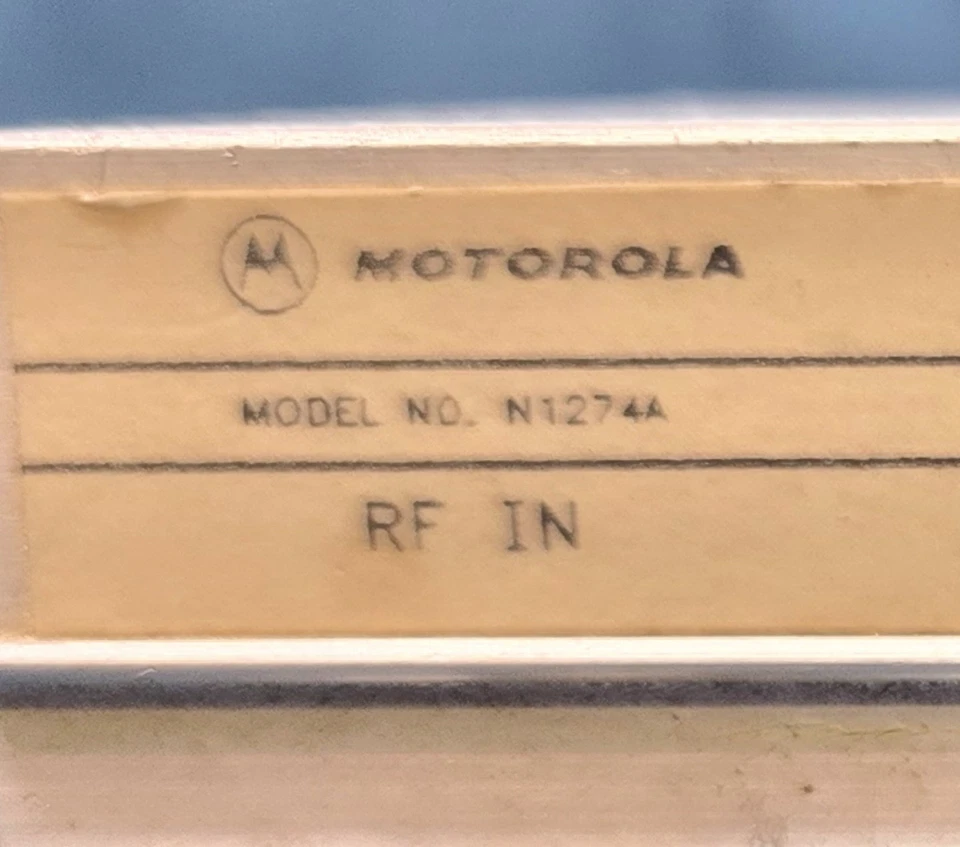 MOTOROLA
MODEL NO. N1274A
RF IN